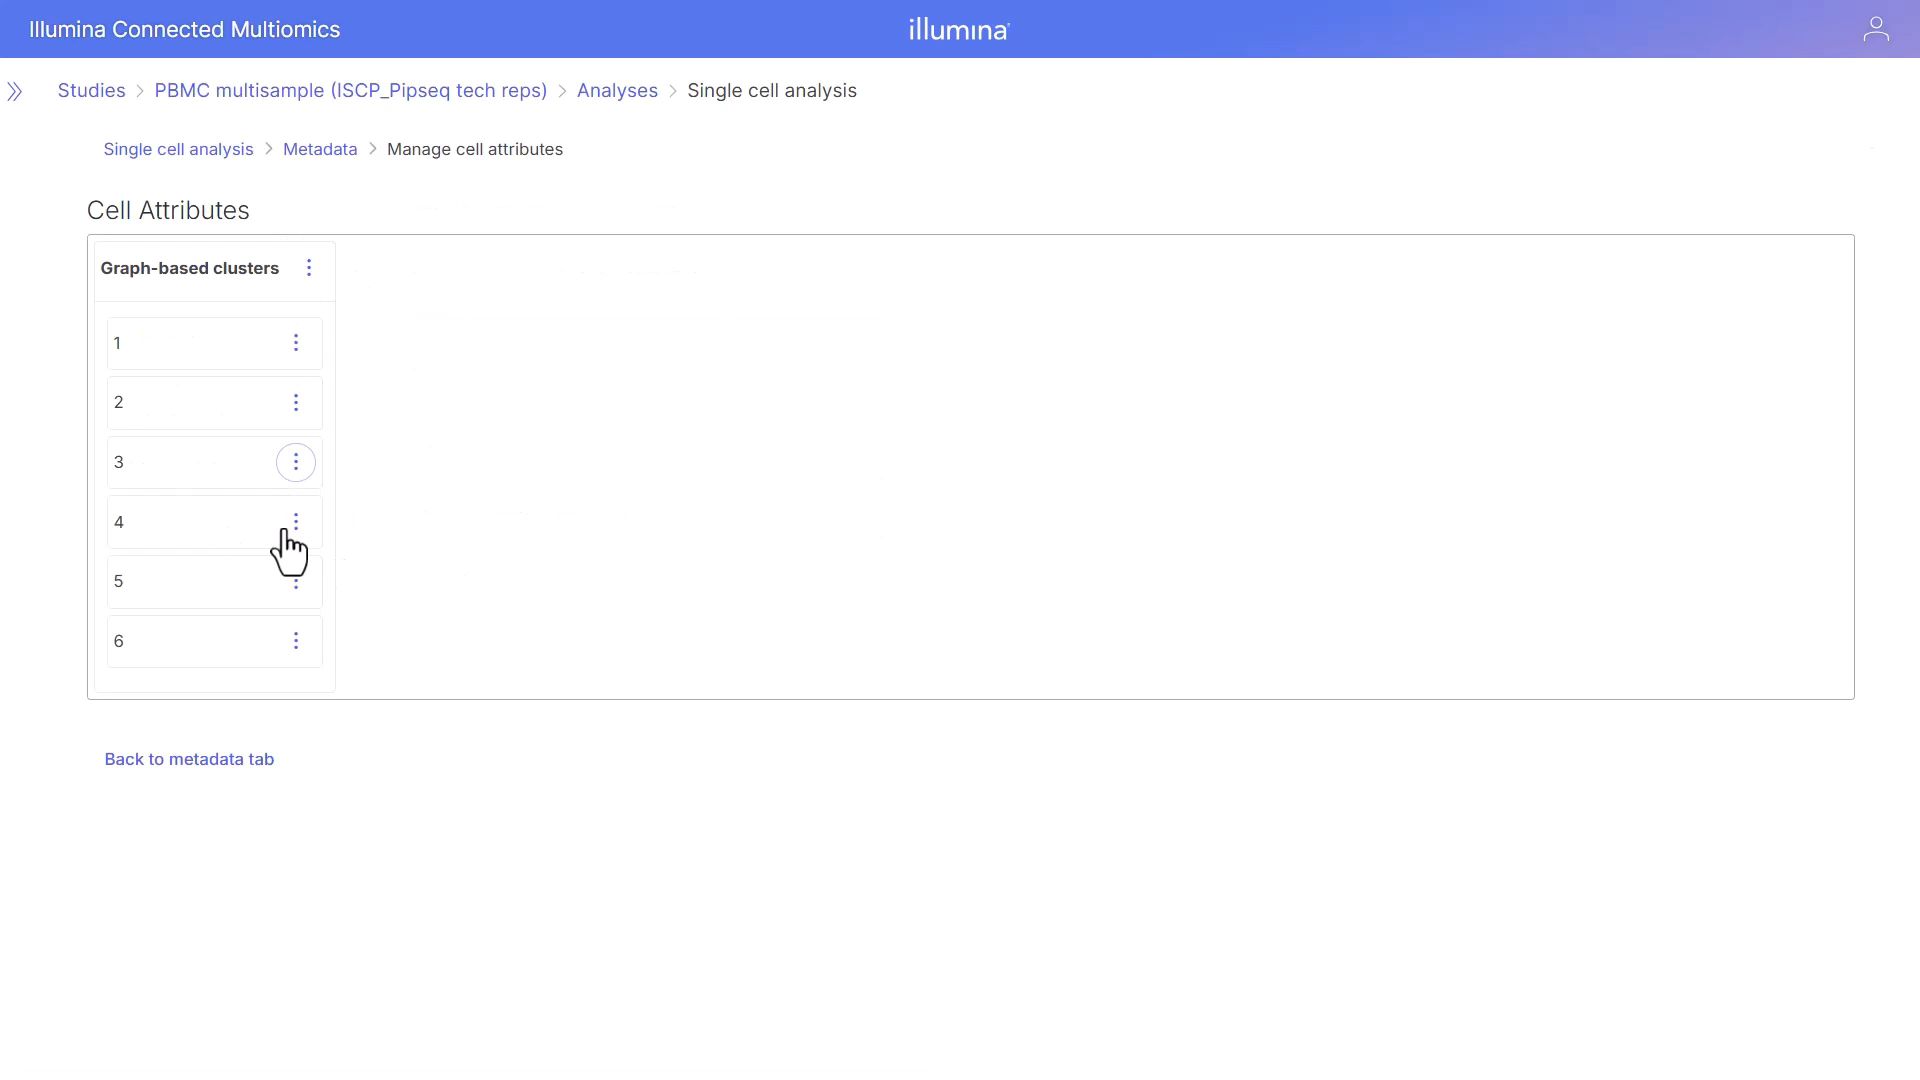 Illumina Connected Multiomics
illumina
Studies > PBMC multisample (ISCP_Pipseq tech reps) > Analyses > Single cell analysis
Single cell analysis > Metadata > Manage cell attributes
Cell Attributes
Graph-based clusters
1
2
3
4
5
6
Back to metadata tab